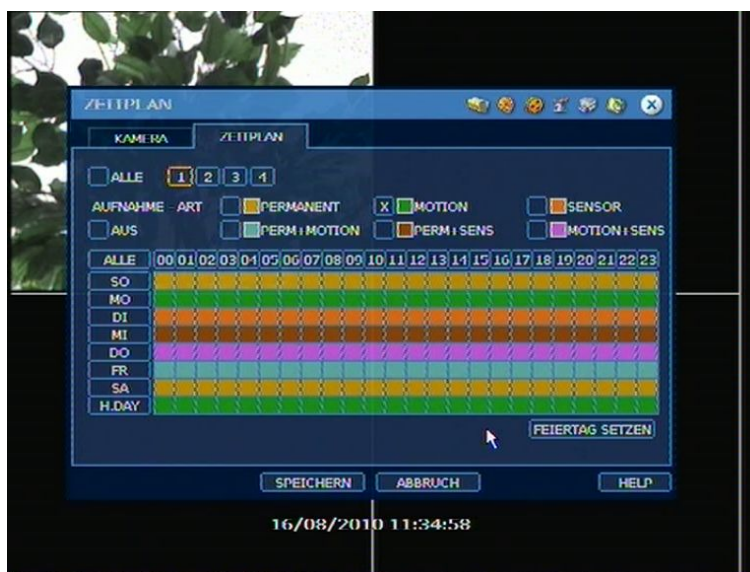 ZEITPLAN
KAMERA ZEITPLAN
ALLE 1 2 3 4
AUFNAHME - ART PERMANENT X MOTION SENSOR
AUS PERM+MOTION PERM+SENS MOTION+SENS
ALLE 00 01 02 03 04 05 06 07 08 09 10 11 12 13 14 15 16 17 18 19 20 21 22 23
SO
MO
DI
MI
DO
FR
SA
H.DAY
FEIERTAG SETZEN
SPEICHERN ABBRUCH HELP
16/08/2010 11:34:58